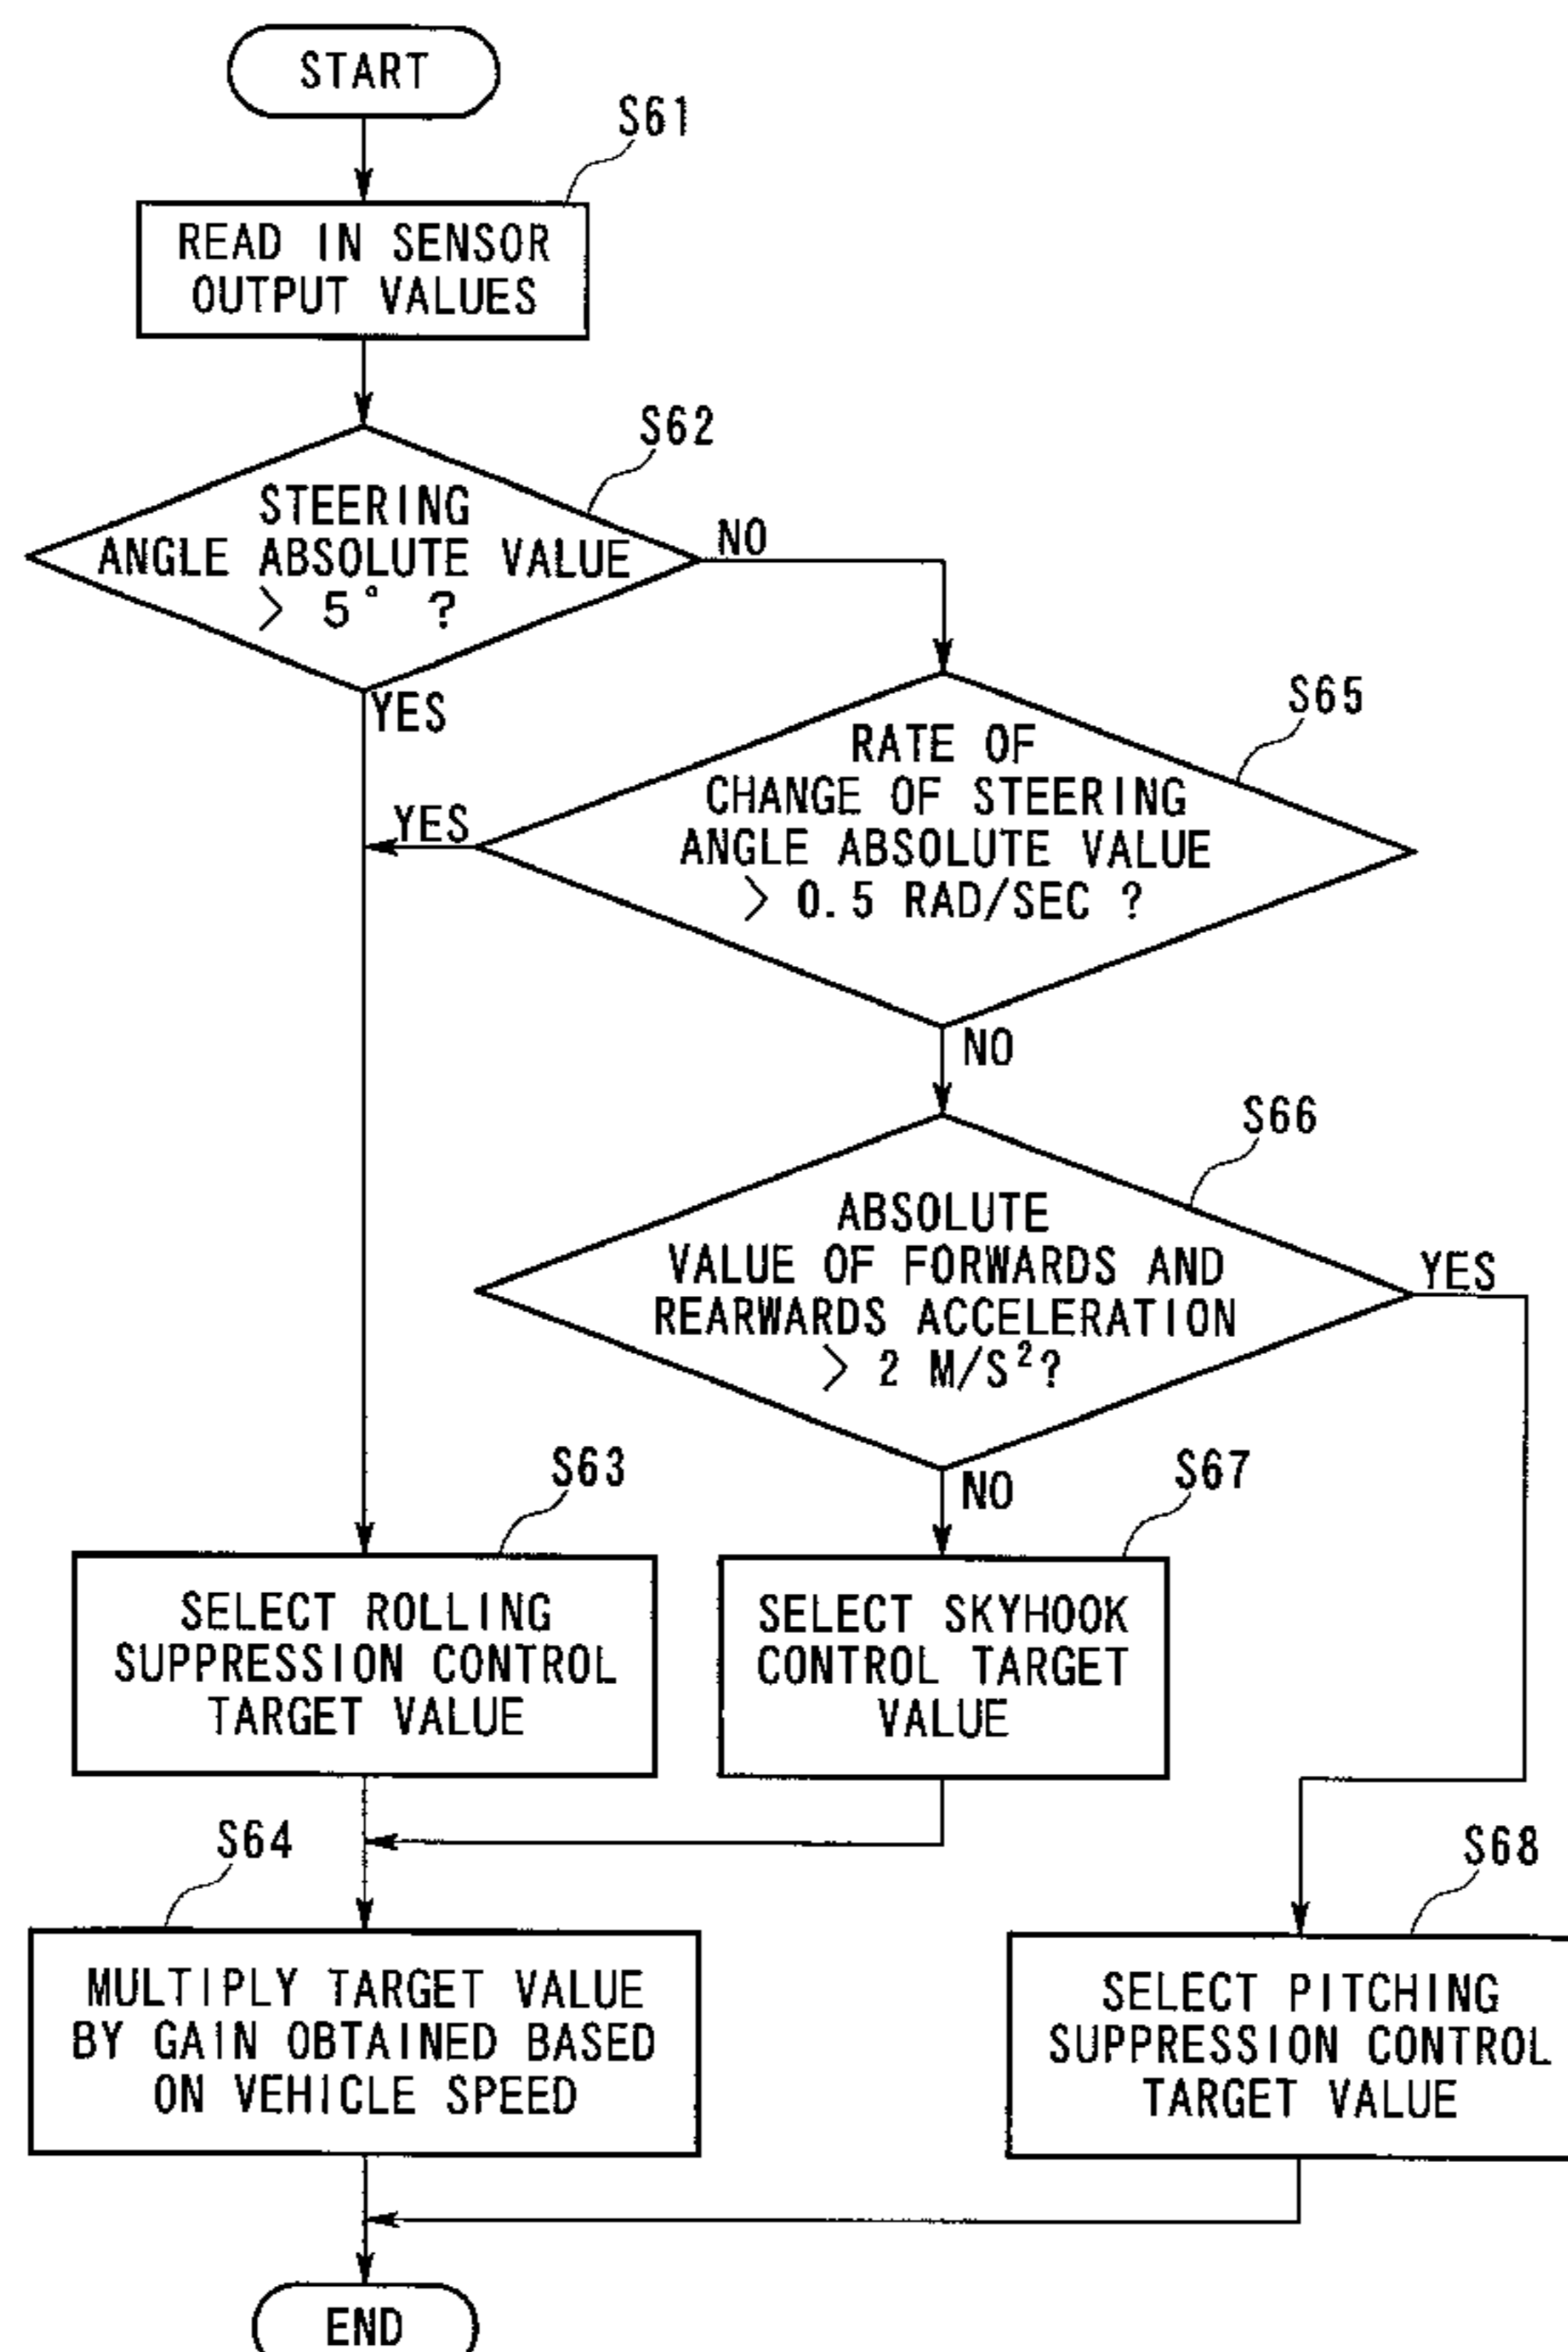 START
S61
READ IN SENSOR
OUTPUT VALUES
S62
STEERING
ANGLE ABSOLUTE VALUE
> 5° ?
NO
YES
S65
RATE OF
CHANGE OF STEERING
ANGLE ABSOLUTE VALUE
> 0.5 RAD/SEC ?
YES
NO
S66
ABSOLUTE
VALUE OF FORWARDS AND
REARWARDS ACCELERATION
> 2 M/S²?
YES
NO
S63
SELECT ROLLING
SUPPRESSION CONTROL
TARGET VALUE
S67
SELECT SKYHOOK
CONTROL TARGET
VALUE
S64
MULTIPLY TARGET VALUE
BY GAIN OBTAINED BASED
ON VEHICLE SPEED
S68
SELECT PITCHING
SUPPRESSION CONTROL
TARGET VALUE
END